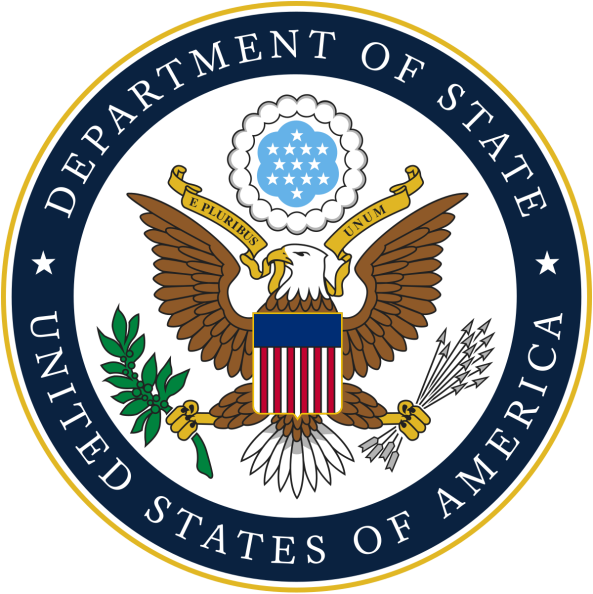 DEPARTMENT OF STATE
E PLURIBUS UNUM
UNITED STATES OF AMERICA